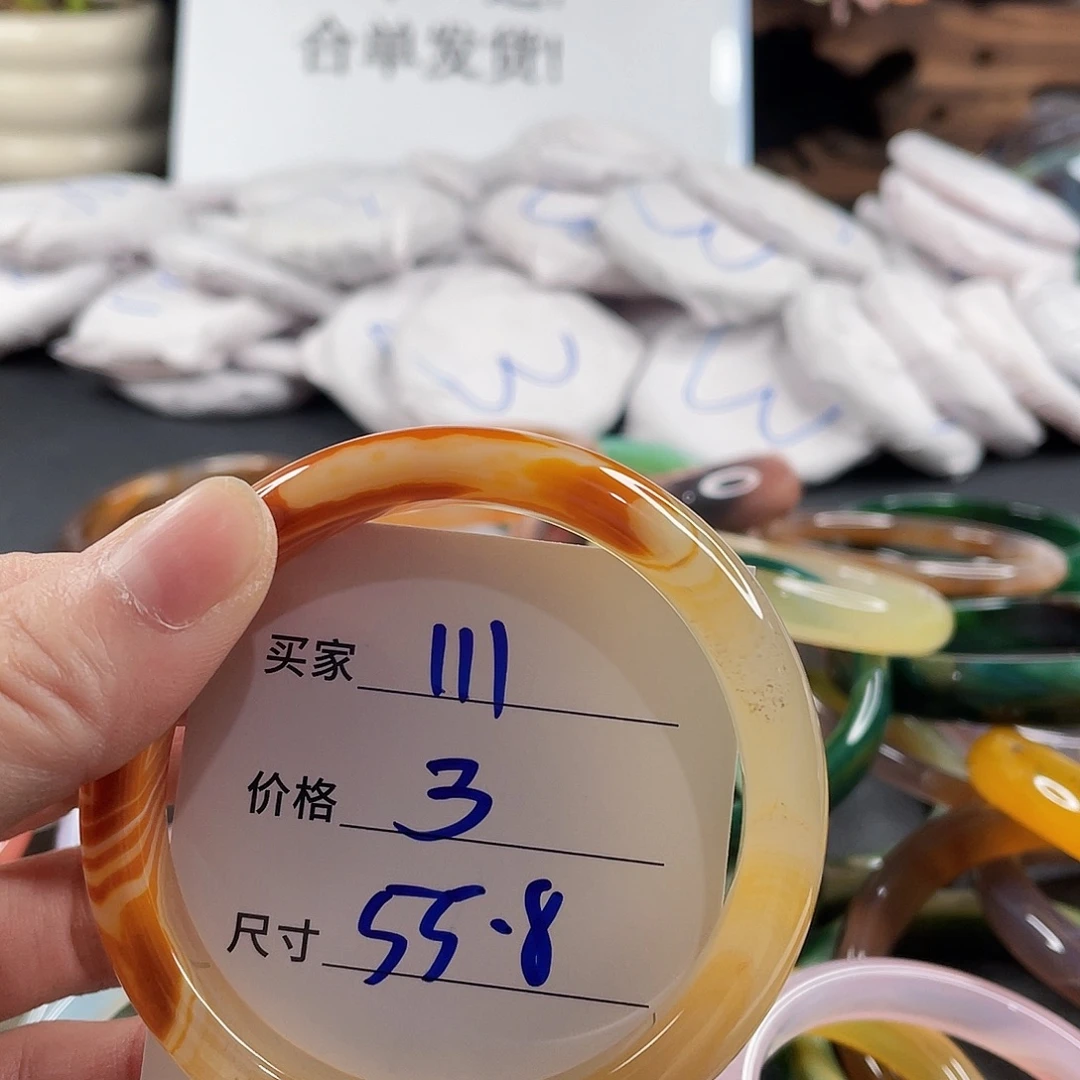 合单发货!
买家 111
价格 3
尺寸 55.8